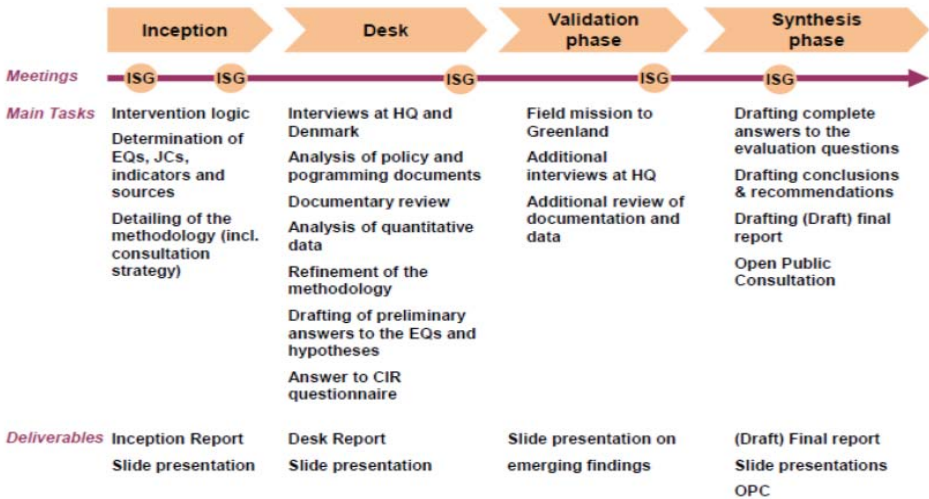 Inception
Desk
Validation
phase
Synthesis
phase
Meetings
ISG
ISG
ISG
ISG
ISG
Main Tasks
Intervention logic
Determination of
EQs, JCs,
indicators and
sources
Detailing of the
methodology (incl.
consultation
strategy)
Interviews at HQ and
Denmark
Analysis of policy and
pogramming documents
Documentary review
Analysis of quantitative
data
Refinement of the
methodology
Drafting of preliminary
answers to the EQs and
hypotheses
Answer to CIR
questionnaire
Field mission to
Greenland
Additional
interviews at HQ
Additional review of
documentation and
data
Drafting complete
answers to the
evaluation questions
Drafting conclusions
& recommendations
Drafting (Draft) final
report
Open Public
Consultation
Deliverables
Inception Report
Slide presentation
Desk Report
Slide presentation
Slide presentation on
emerging findings
(Draft) Final report
Slide presentations
OPC